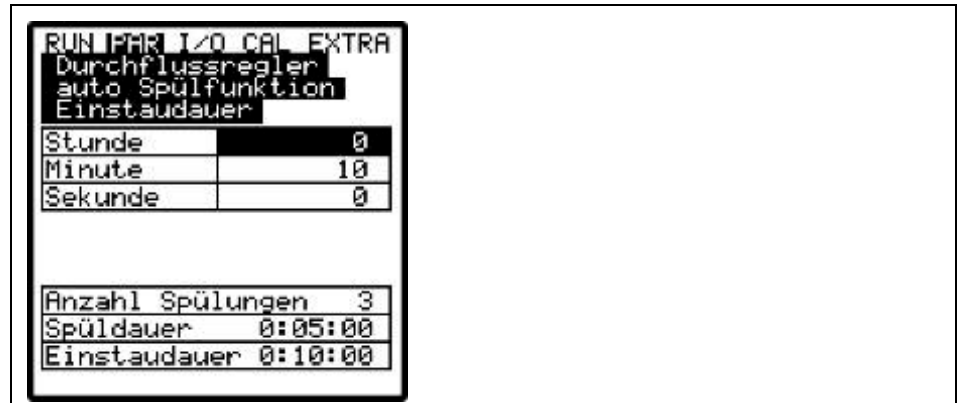 RUN PAR I/O CAL EXTRA
Durchflussregler
auto Spülfunktion
Einstaudauer
Stunde 0
Minute 10
Sekunde 0
Anzahl Spülungen 3
Spüldauer 0:05:00
Einstaudauer 0:10:00